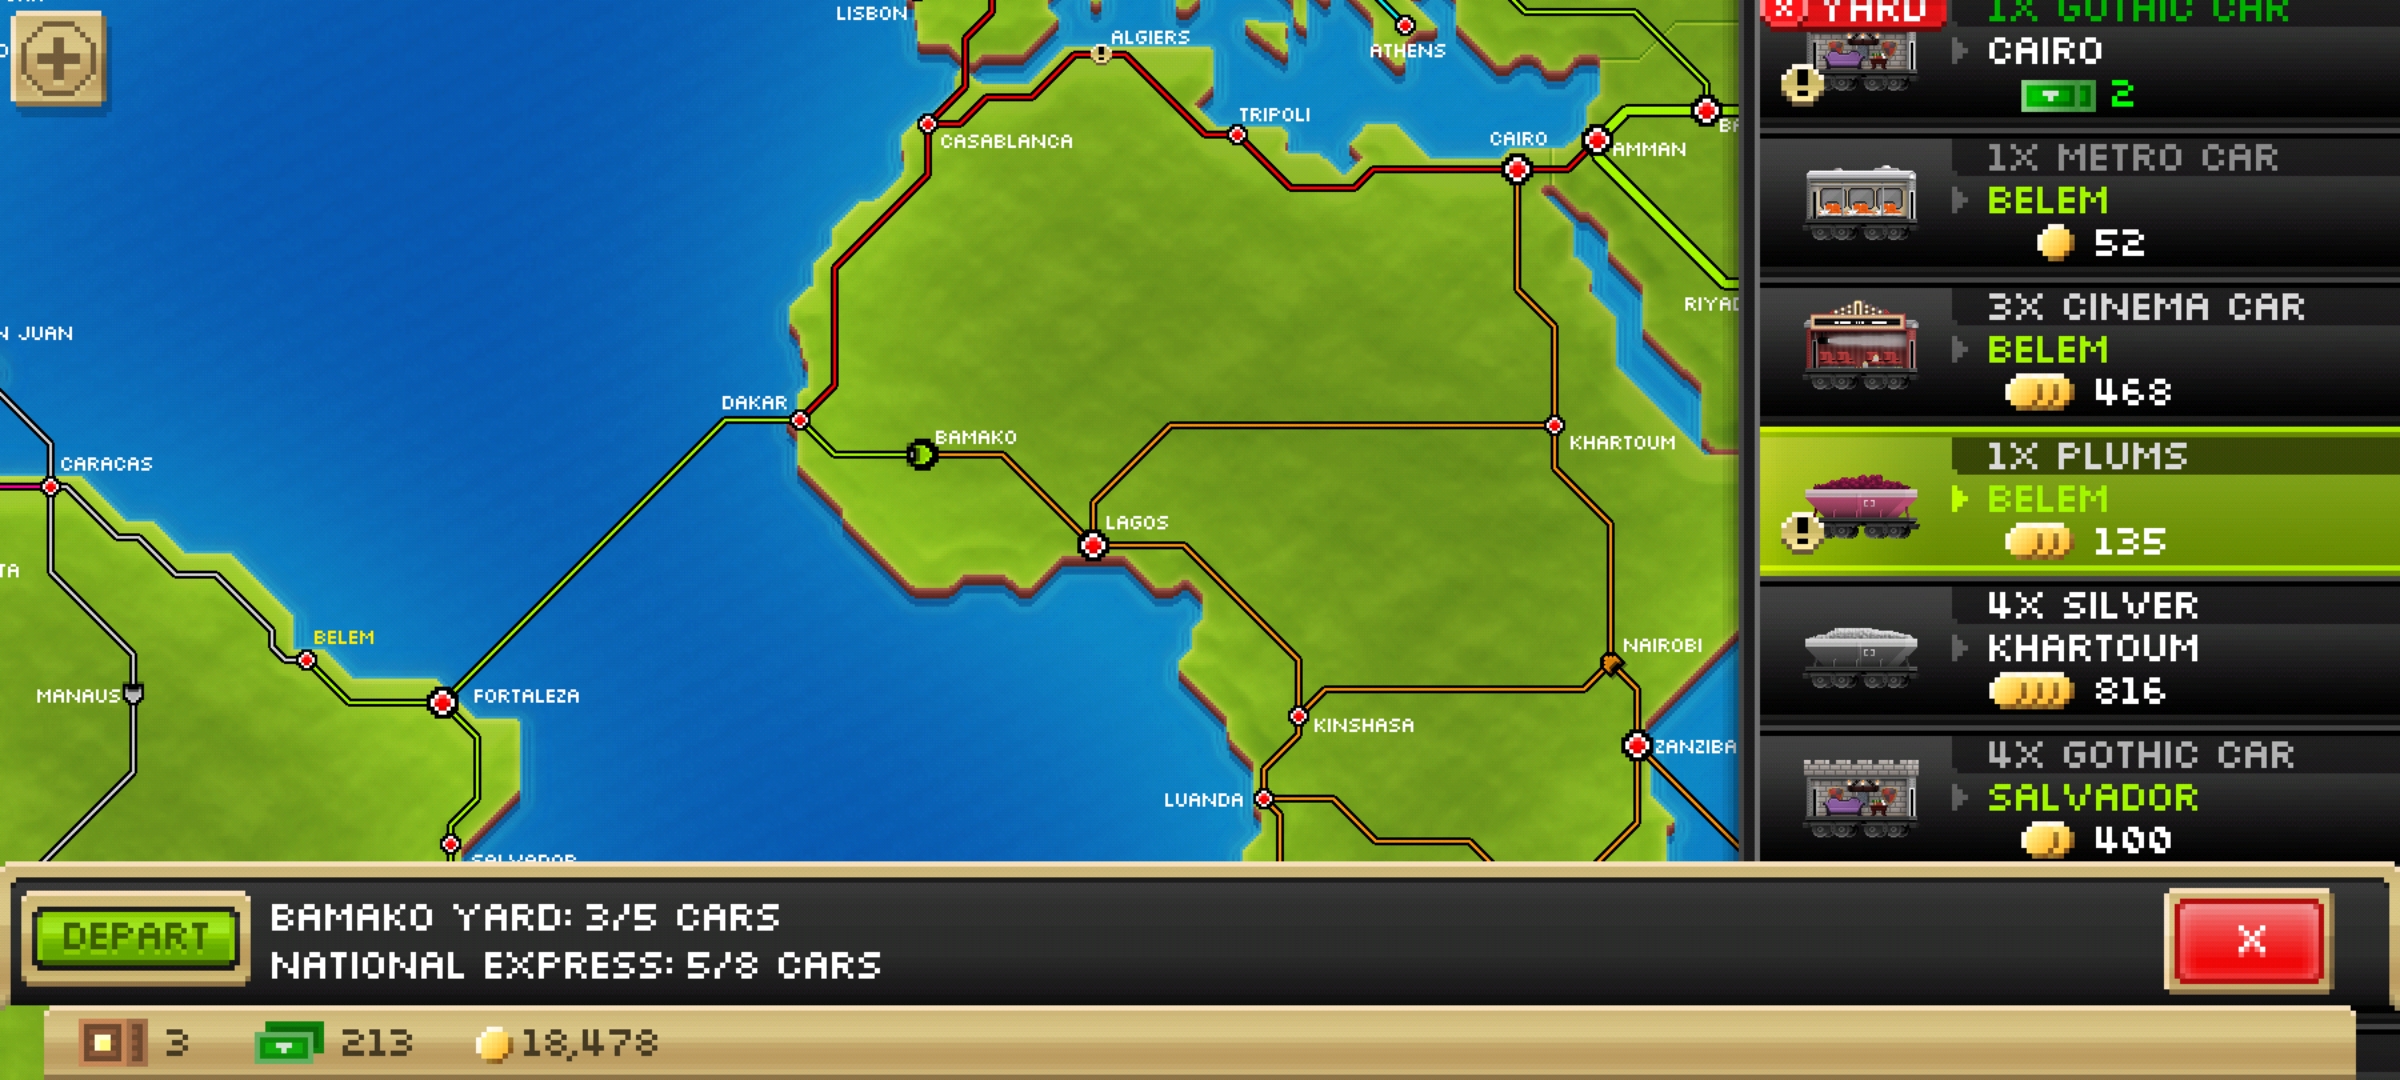 LISBON
ALGIERS
ATHENS
CASABLANCA
TRIPOLI
CAIRO
AMMAN
RIYAD
N JUAN
DAKAR
BAMAKO
KHARTOUM
CARACAS
LAGOS
TA
BELEM
NAIROBI
MANAUS
FORTALEZA
KINSHASA
ZANZIBA
LUANDA
SALVADOR
X YARD
1X GOTHIC CAR
CAIRO
2
1X METRO CAR
BELEM
52
3X CINEMA CAR
BELEM
468
1X PLUMS
BELEM
135
4X SILVER
KHARTOUM
816
4X GOTHIC CAR
SALVADOR
400
DEPART
BAMAKO YARD: 3/5 CARS
NATIONAL EXPRESS: 5/8 CARS
X
3
213
18,478